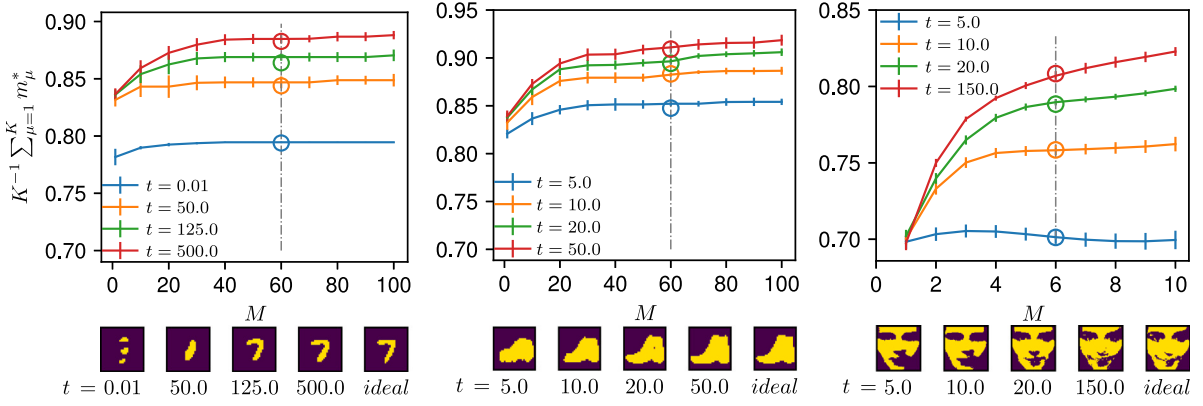 K⁻¹ ∑ᴷμ=1 m*μ
0.90
0.85
0.80
0.75
0.70
t = 0.01
t = 50.0
t = 125.0
t = 500.0
0 20 40 60 80 100
M
t = 0.01 50.0 125.0 500.0 ideal
0.95
0.90
0.85
0.80
0.75
0.70
t = 5.0
t = 10.0
t = 20.0
t = 50.0
0 20 40 60 80 100
M
t = 5.0 10.0 20.0 50.0 ideal
0.85
0.80
0.75
0.70
t = 5.0
t = 10.0
t = 20.0
t = 150.0
0 2 4 6 8 10
M
t = 5.0 10.0 20.0 150.0 ideal